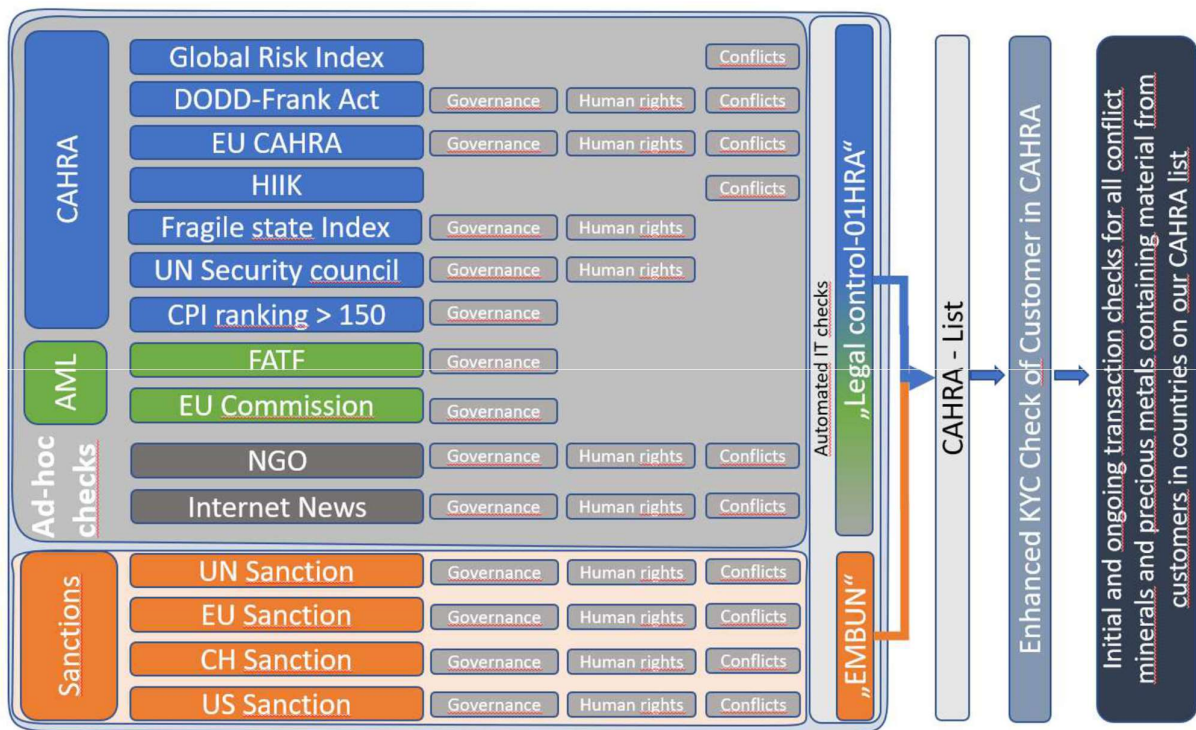 CAHRA
Global Risk Index
Conflicts
DODD-Frank Act
Governance
Human rights
Conflicts
EU CAHRA
Governance
Human rights
Conflicts
HIIK
Conflicts
Fragile state Index
Governance
Human rights
UN Security council
Governance
Human rights
CPI ranking > 150
Governance
AML
FATF
Governance
EU Commission
Governance
Ad-hoc
checks
NGO
Governance
Human rights
Conflicts
Internet News
Governance
Human rights
Conflicts
Sanctions
UN Sanction
Governance
Human rights
Conflicts
EU Sanction
Governance
Human rights
Conflicts
CH Sanction
Governance
Human rights
Conflicts
US Sanction
Governance
Human rights
Conflicts
Automated IT checks
„Legal control-01HRA“
„EMBUN“
CAHRA - List
Enhanced KYC Check of Customer in CAHRA
Initial and ongoing transaction checks for all conflict
minerals and precious metals containing material from
customers in countries on our CAHRA list